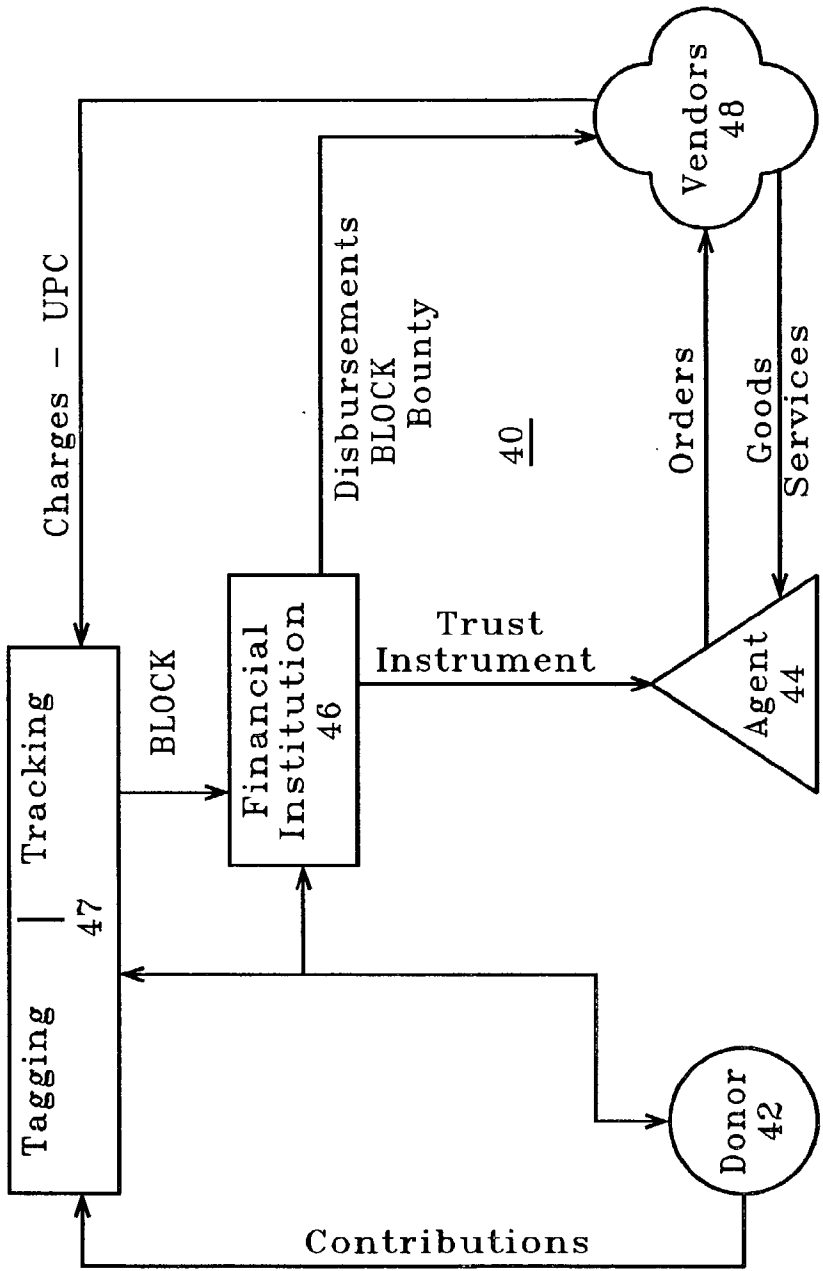 Charges – UPC
Tagging | Tracking
47
BLOCK
Financial
Institution
46
Disbursements
BLOCK
Bounty
40
Trust
Instrument
Contributions
Donor
42
Agent
44
Orders
Goods
Services
Vendors
48